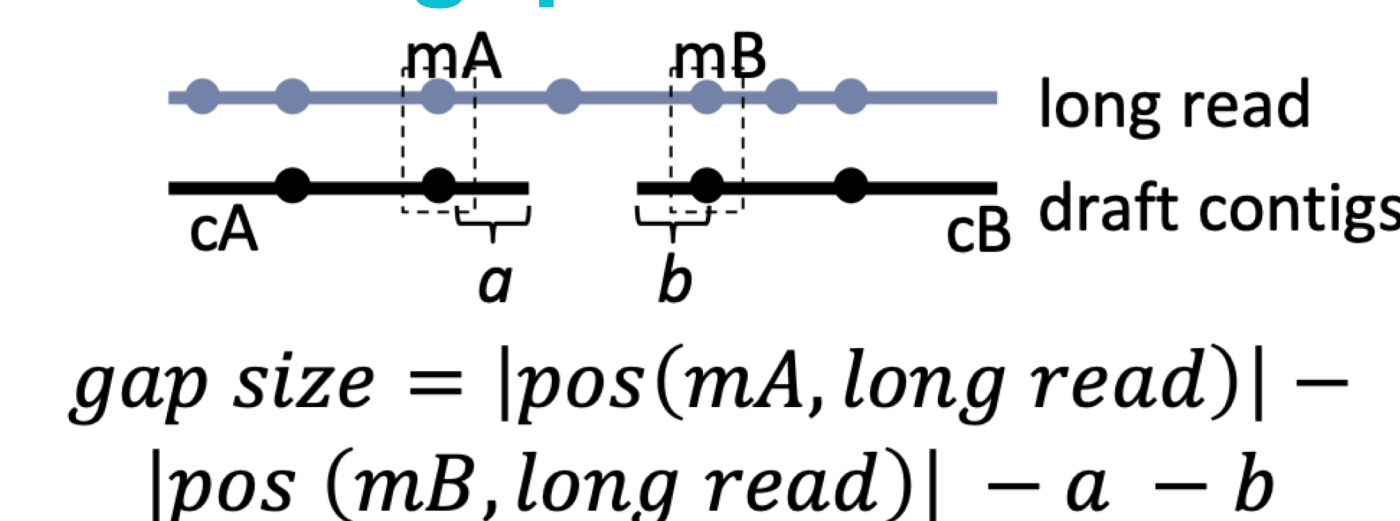 mA mB
long read
cA cB draft contigs
a b
gap size = |pos(mA, long read)| −
|pos (mB, long read)| − a − b